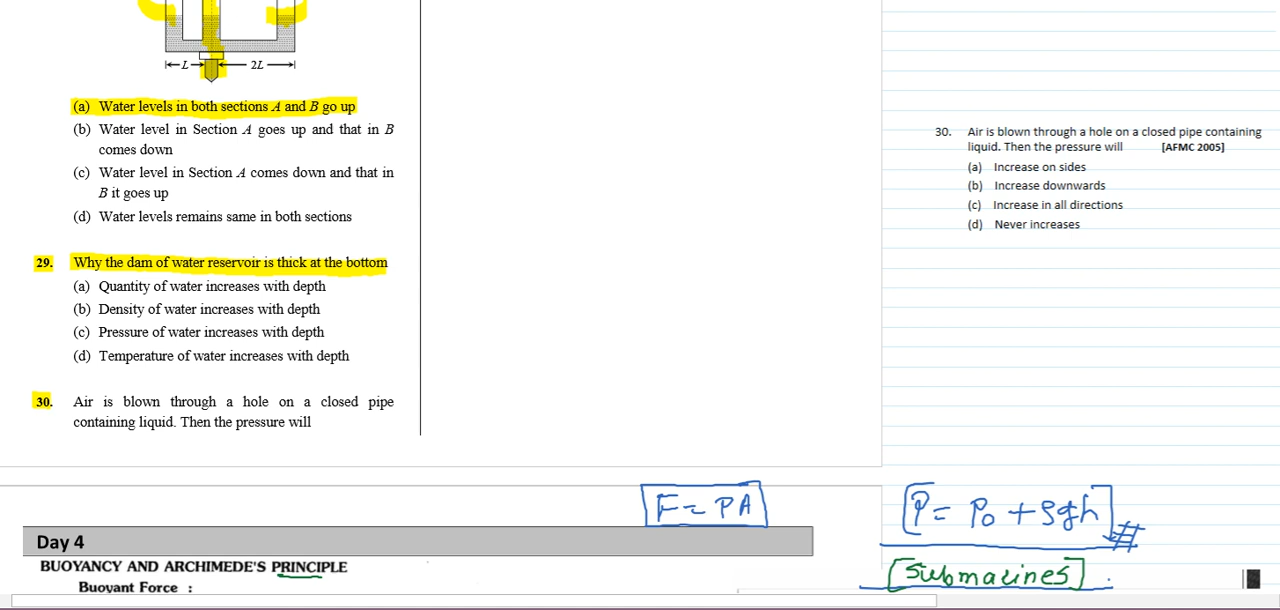 L
2L
(a) Water levels in both sections A and B go up
(b) Water level in Section A goes up and that in B
comes down
(c) Water level in Section A comes down and that in
B it goes up
(d) Water levels remains same in both sections
29. Why the dam of water reservoir is thick at the bottom
(a) Quantity of water increases with depth
(b) Density of water increases with depth
(c) Pressure of water increases with depth
(d) Temperature of water increases with depth
30. Air is blown through a hole on a closed pipe
containing liquid. Then the pressure will
30. Air is blown through a hole on a closed pipe containing
liquid. Then the pressure will [AFMC 2005]
(a) Increase on sides
(b) Increase downwards
(c) Increase in all directions
(d) Never increases
F = PA
P = P₀ + ρgh #
Submarines
Day 4
BUOYANCY AND ARCHIMEDE'S PRINCIPLE
Buoyant Force :